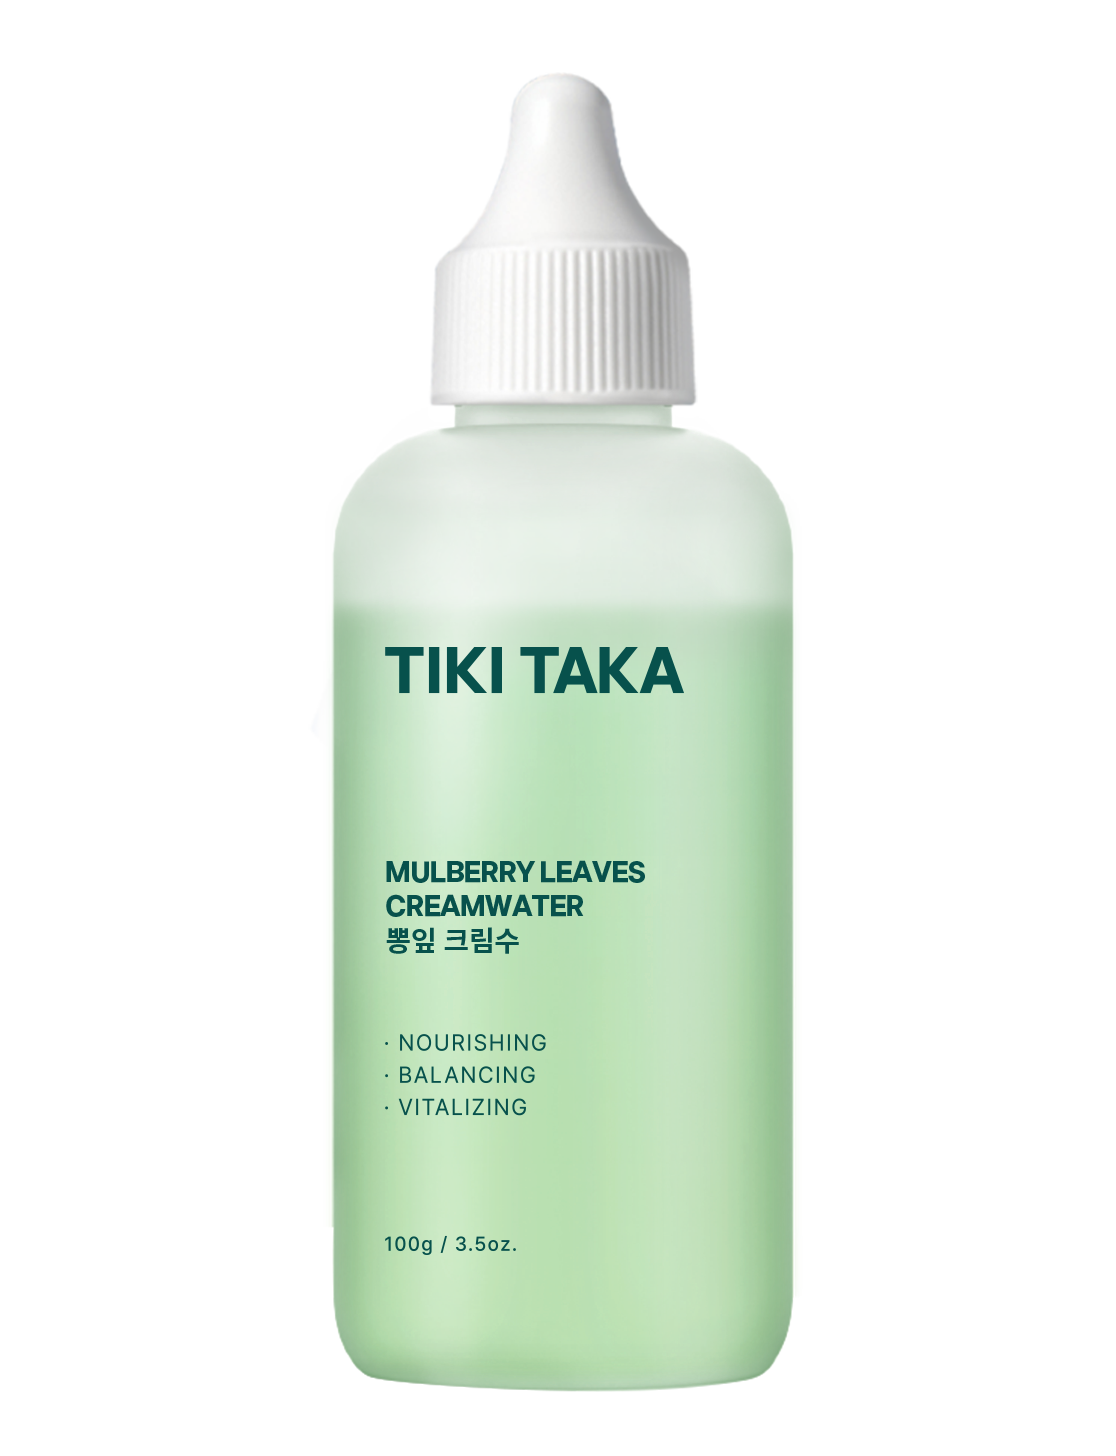 TIKI TAKA
MULBERRY LEAVES
CREAMWATER
뽕잎 크림수
· NOURISHING
· BALANCING
· VITALIZING
100g / 3.5oz.